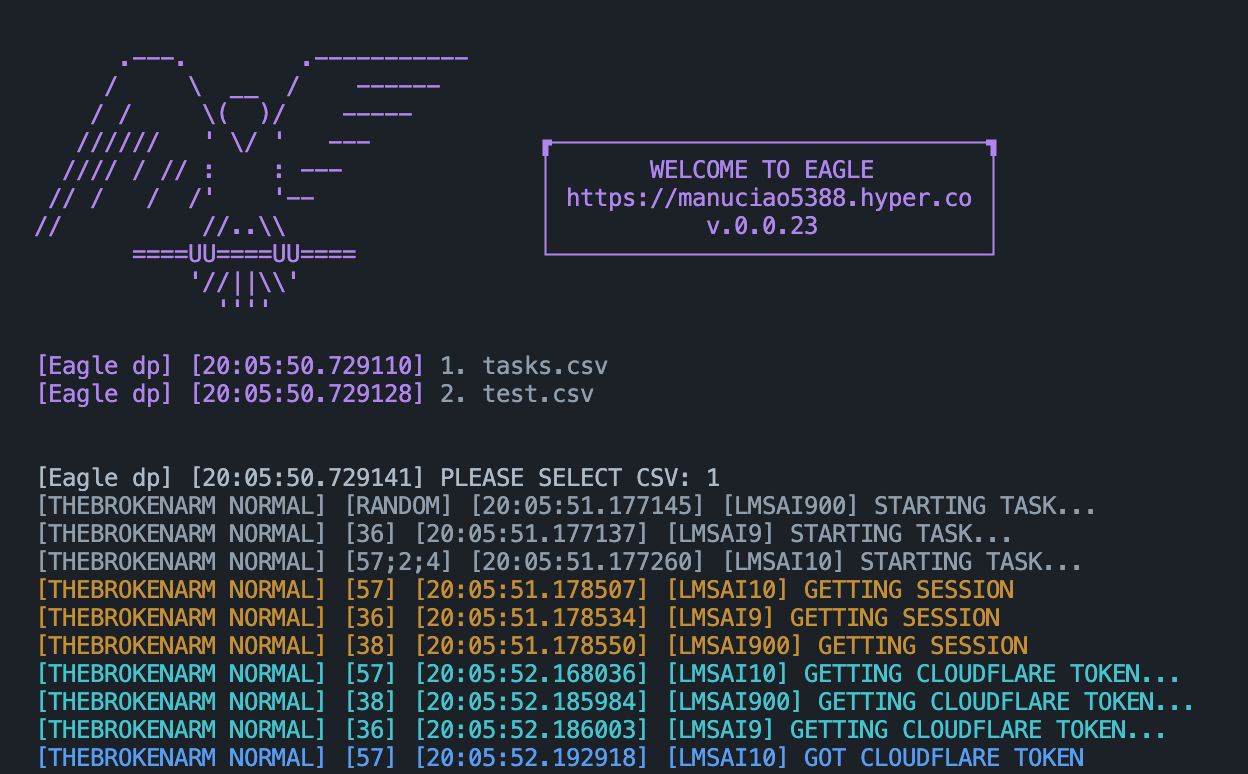 WELCOME TO EAGLE
https://manuciao5388.hyper.co
v.0.0.23
[Eagle dp] [20:05:50.729110] 1. tasks.csv
[Eagle dp] [20:05:50.729128] 2. test.csv
[Eagle dp] [20:05:50.729141] PLEASE SELECT CSV: 1
[THEBROKENARM NORMAL] [RANDOM] [20:05:51.177145] [LMSAI900] STARTING TASK...
[THEBROKENARM NORMAL] [36] [20:05:51.177137] [LMSAI9] STARTING TASK...
[THEBROKENARM NORMAL] [57;2;4] [20:05:51.177260] [LMSAI10] STARTING TASK...
[THEBROKENARM NORMAL] [57] [20:05:51.178507] [LMSAI10] GETTING SESSION
[THEBROKENARM NORMAL] [36] [20:05:51.178534] [LMSAI9] GETTING SESSION
[THEBROKENARM NORMAL] [38] [20:05:51.178550] [LMSAI900] GETTING SESSION
[THEBROKENARM NORMAL] [57] [20:05:52.168036] [LMSAI10] GETTING CLOUDFLARE TOKEN...
[THEBROKENARM NORMAL] [38] [20:05:52.185984] [LMSAI900] GETTING CLOUDFLARE TOKEN...
[THEBROKENARM NORMAL] [36] [20:05:52.186003] [LMSAI9] GETTING CLOUDFLARE TOKEN...
[THEBROKENARM NORMAL] [57] [20:05:52.192918] [LMSAI10] GOT CLOUDFLARE TOKEN